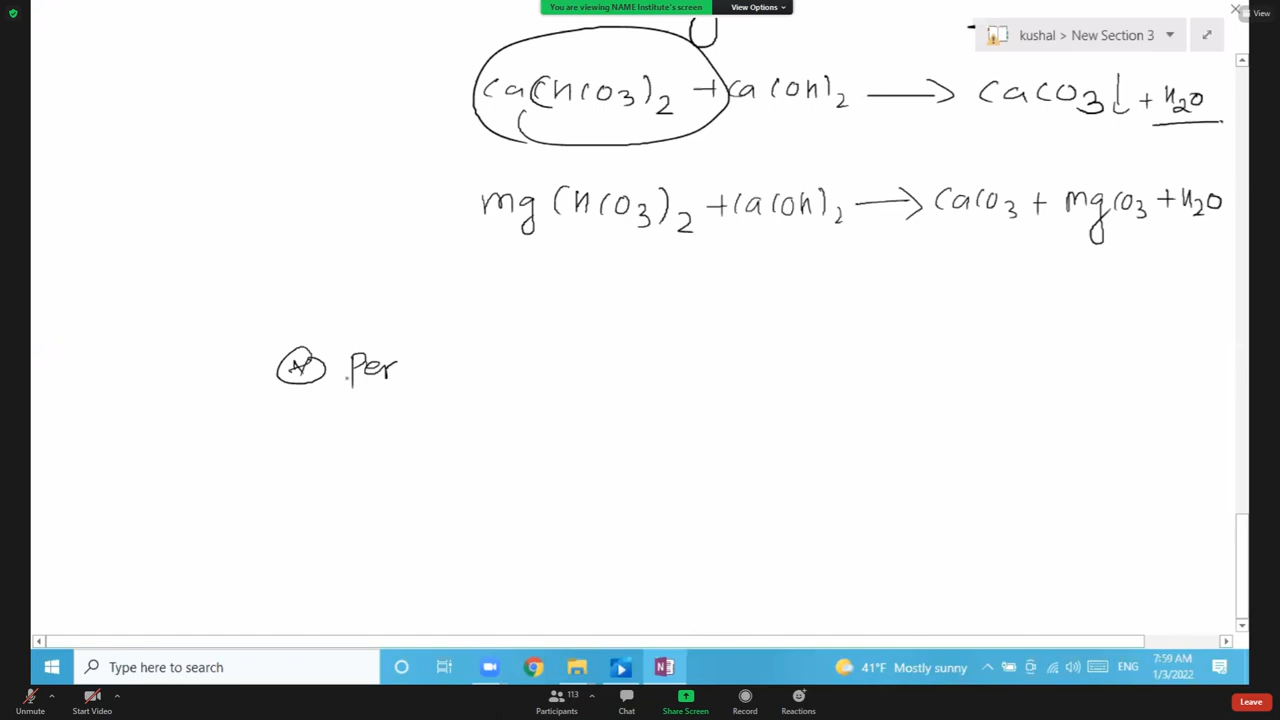 You are viewing NAME Institute's screen
View Options
View
kushal > New Section 3
Ca(HCO3)2 + Ca(OH)2 → CaCO3↓ + H2O
Mg(HCO3)2 + Ca(OH)2 → CaCO3 + MgCO3 + H2O
Per
Type here to search
41°F Mostly sunny
ENG
7:59 AM
1/3/2022
Unmute
Start Video
Participants
113
Chat
Share Screen
Record
Reactions
Leave